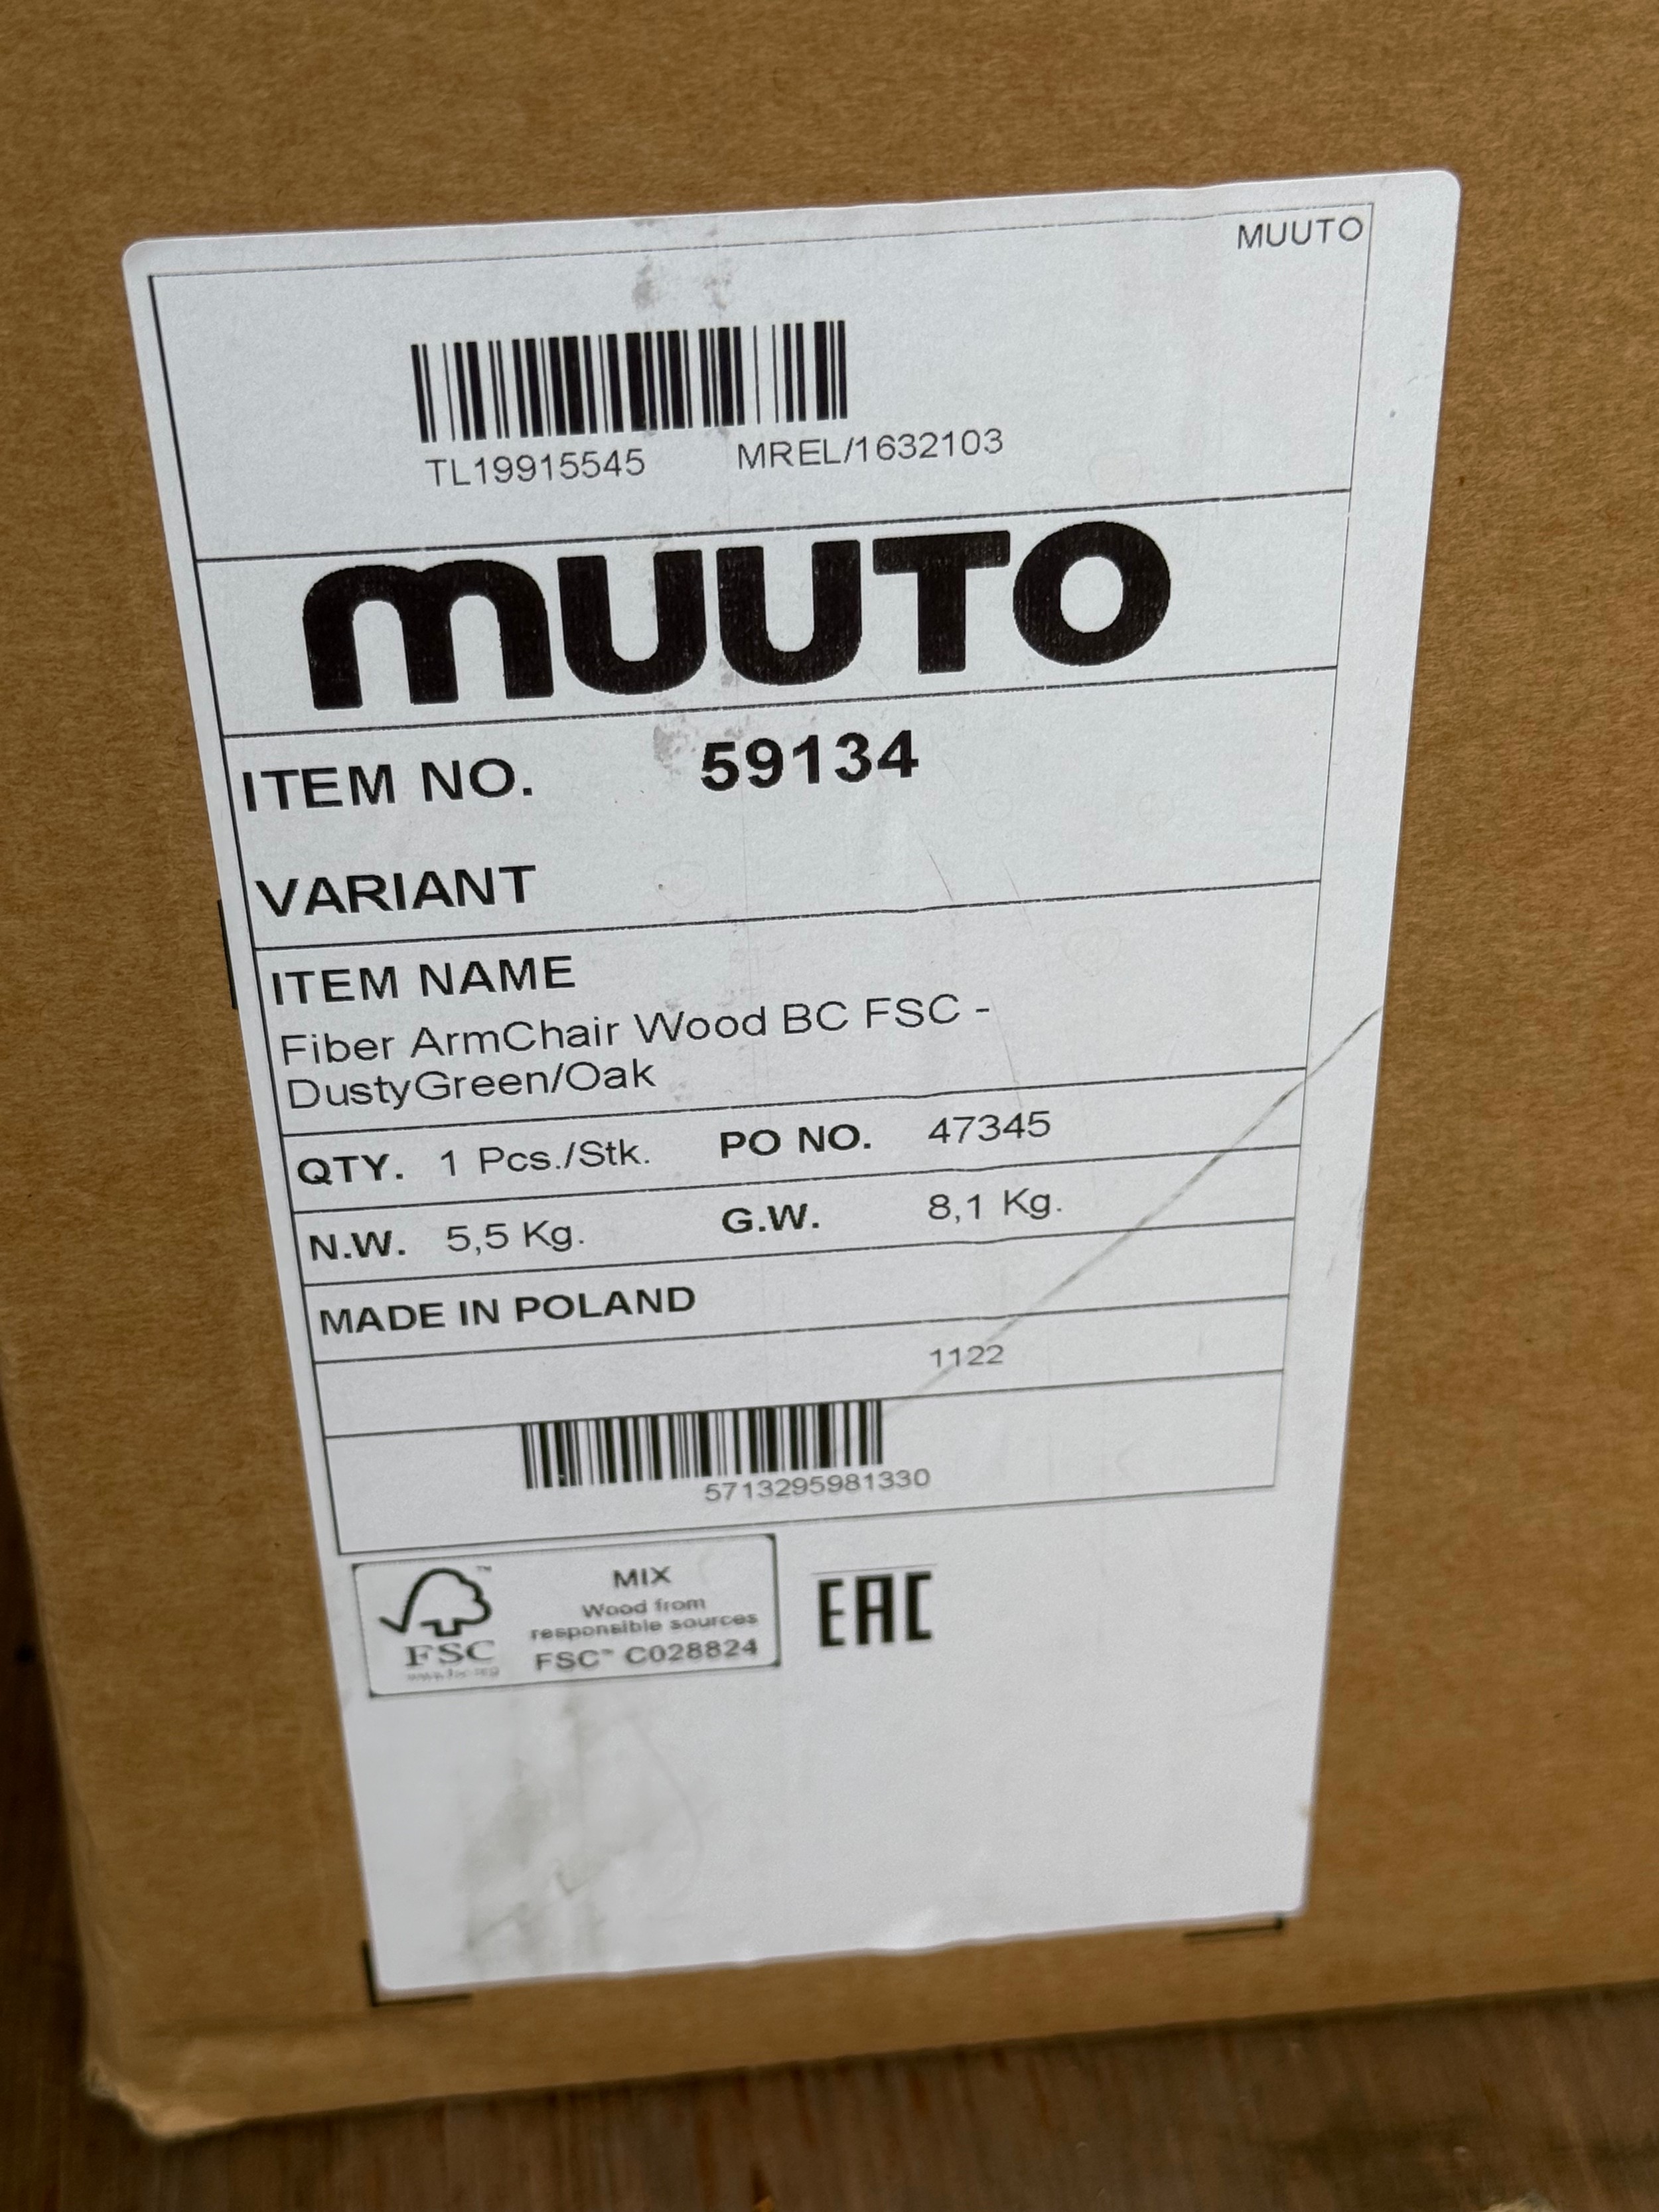 MUUTO
TL19915545 MREL/1632103
MUUTO
ITEM NO. 59134
VARIANT
ITEM NAME
Fiber ArmChair Wood BC FSC -
DustyGreen/Oak
QTY. 1 Pcs./Stk. PO NO. 47345
N.W. 5,5 Kg. G.W. 8,1 Kg.
MADE IN POLAND
1122
5713295981330
MIX
Wood from
responsible sources
FSC™ C028824
FSC
EAC